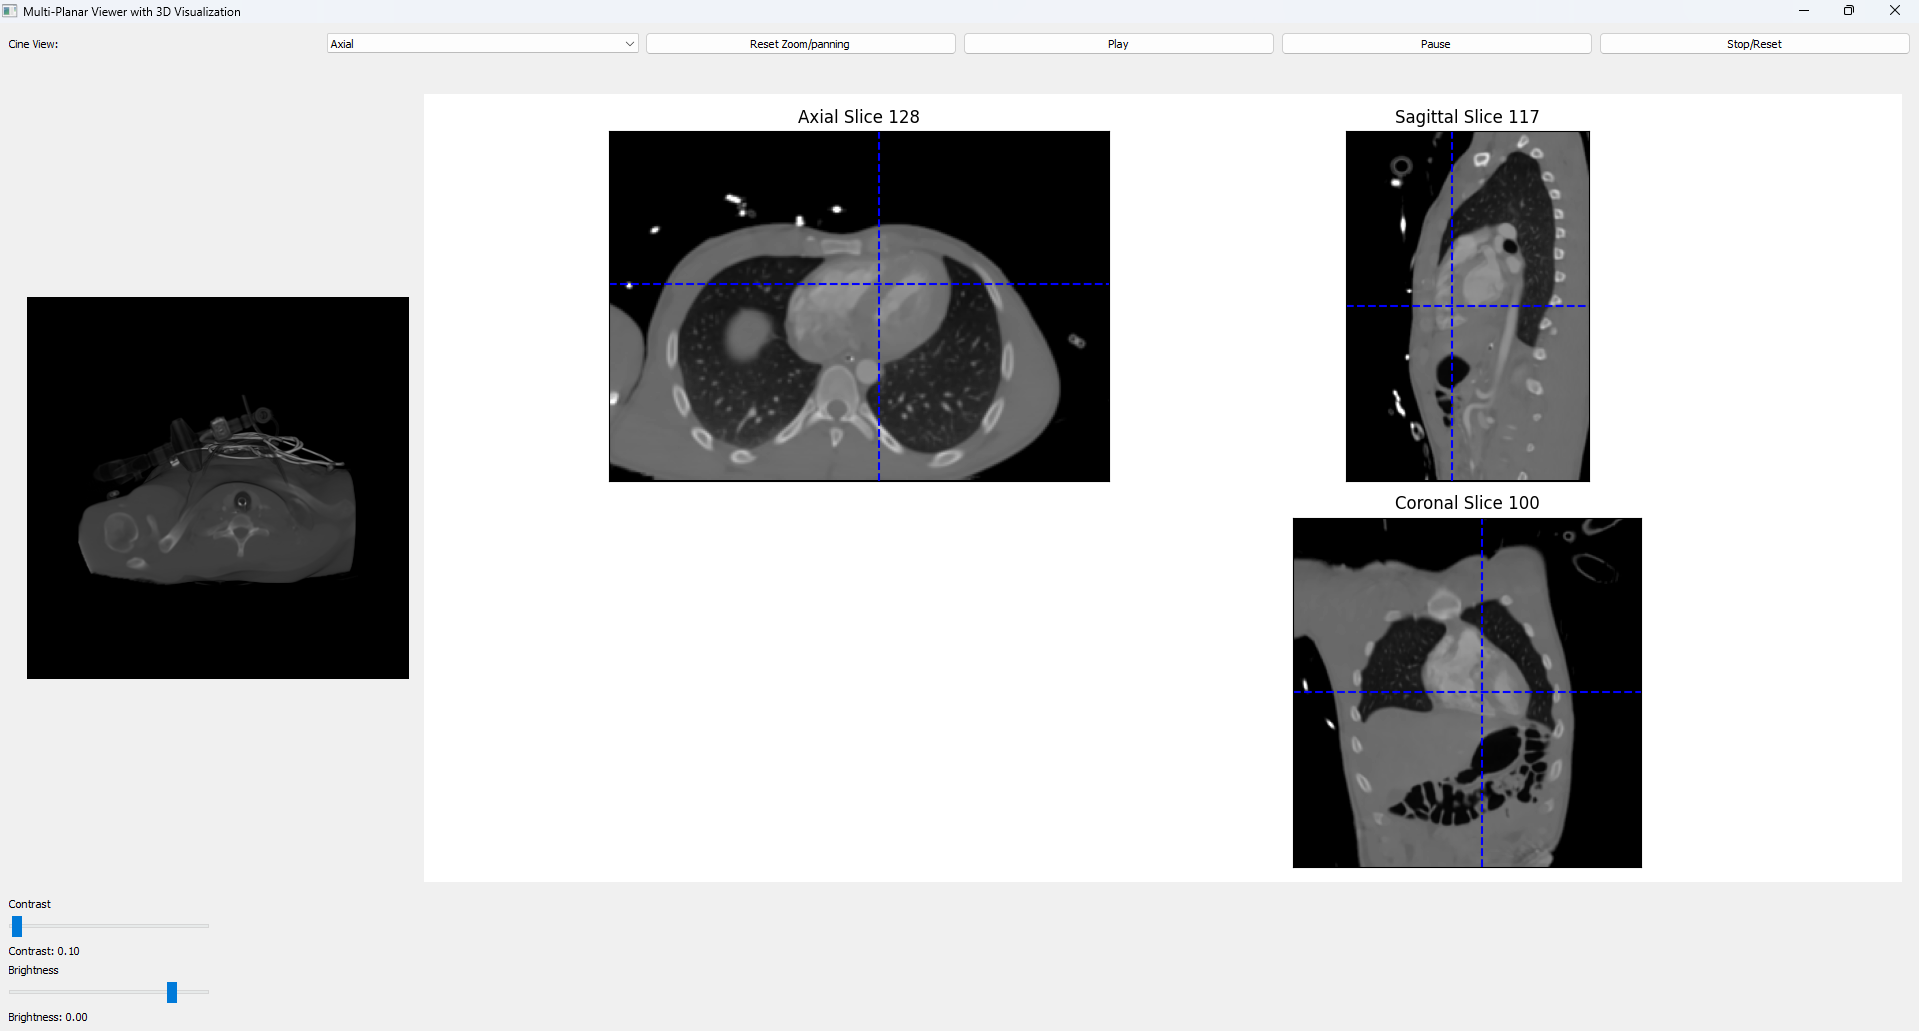 Multi-Planar Viewer with 3D Visualization
Cine View:
Axial
Reset Zoom/panning
Play
Pause
Stop/Reset
Axial Slice 128
Sagittal Slice 117
Coronal Slice 100
Contrast
Contrast: 0.10
Brightness
Brightness: 0.00